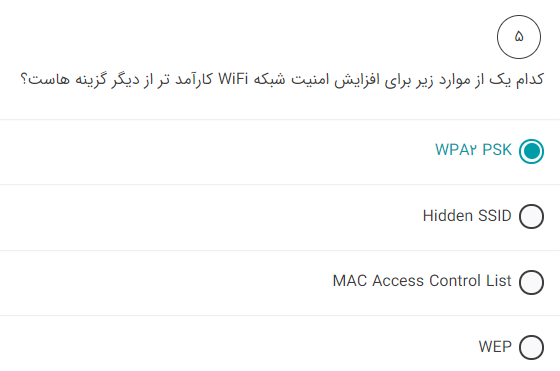 ۵
کدام یک از موارد زیر برای افزایش امنیت شبکه WiFi کارآمد تر از دیگر گزینه هاست؟
WPA۲ PSK
Hidden SSID
MAC Access Control List
WEP